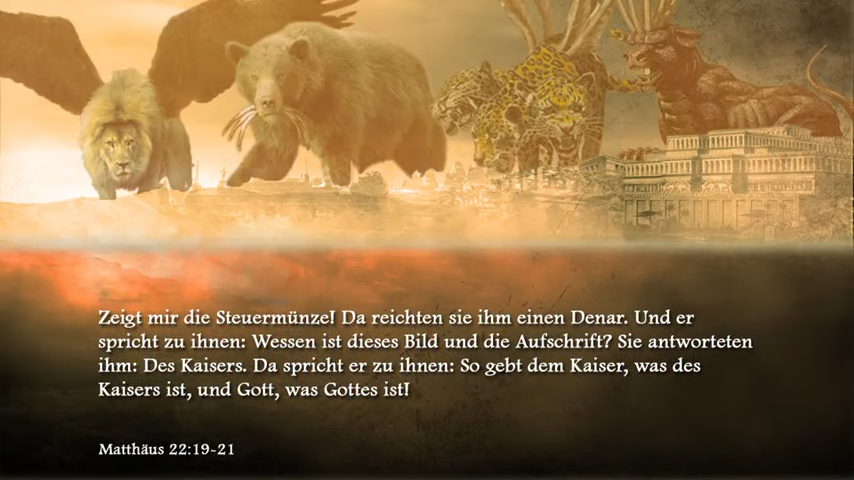 Zeigt mir die Steuermünze! Da reichten sie ihm einen Denar. Und er
spricht zu ihnen: Wessen ist dieses Bild und die Aufschrift? Sie antworteten
ihm: Des Kaisers. Da spricht er zu ihnen: So gebt dem Kaiser, was des
Kaisers ist, und Gott, was Gottes ist!
Matthäus 22:19-21